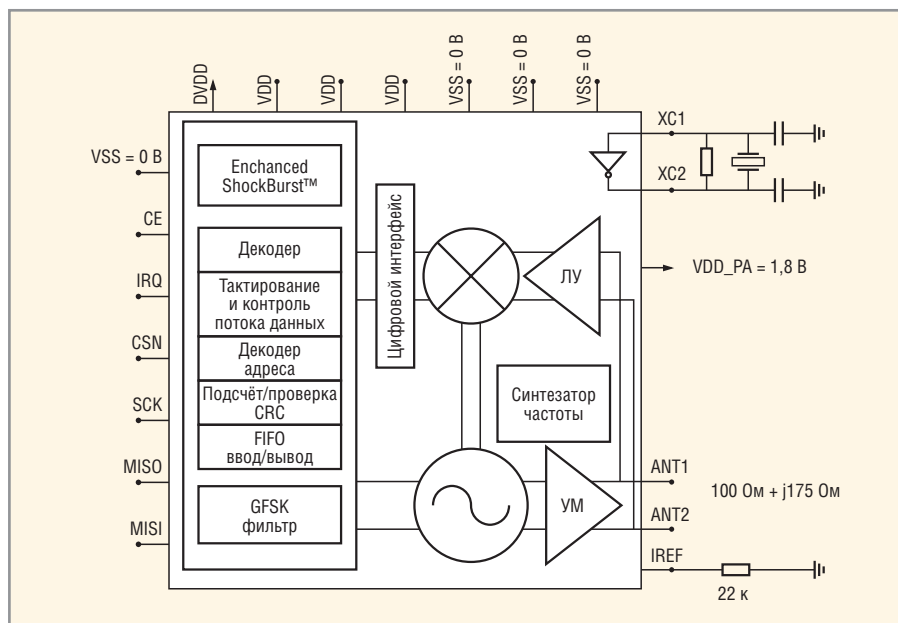 DVDD
VDD
VDD
VDD
VSS = 0 В
VSS = 0 В
VSS = 0 В
VSS = 0 В
CE
IRQ
CSN
SCK
MISO
MISI
Enchanced
ShockBurst™
Декодер
Тактирование
и контроль
потока данных
Декодер
адреса
Подсчёт/проверка
CRC
FIFO
ввод/вывод
GFSK
фильтр
Цифровой интерфейс
ЛУ
Синтезатор
частоты
УМ
XC1
XC2
VDD_PA = 1,8 В
ANT1
100 Ом + j175 Ом
ANT2
IREF
22 к